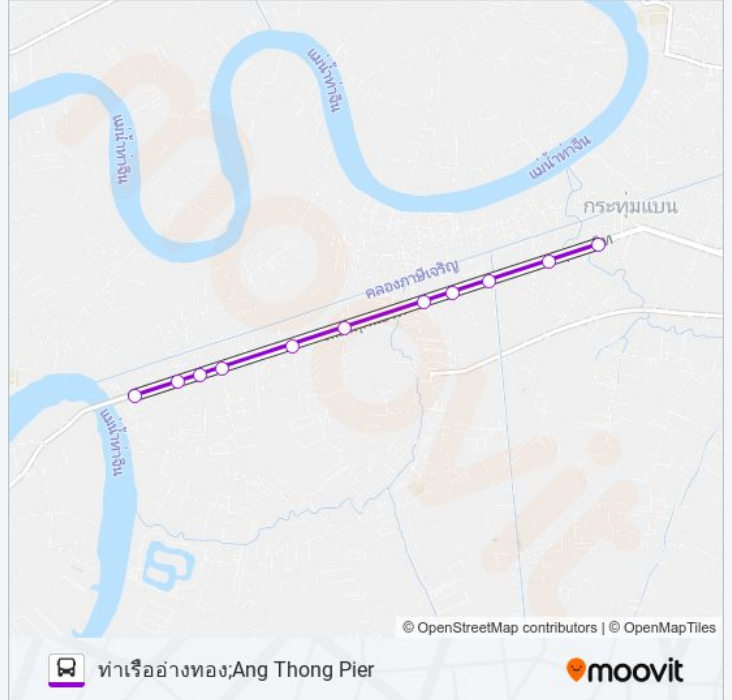 แม่น้ำท่าจีน
แม่น้ำท่าจีน
แม่น้ำท่าจีน
กระทุ่มแบน
คลองภาษีเจริญ
แม่น้ำท่าจีน
moovit
© OpenStreetMap contributors | © OpenMapTiles
ท่าเรืออ่างทอง;Ang Thong Pier
moovit